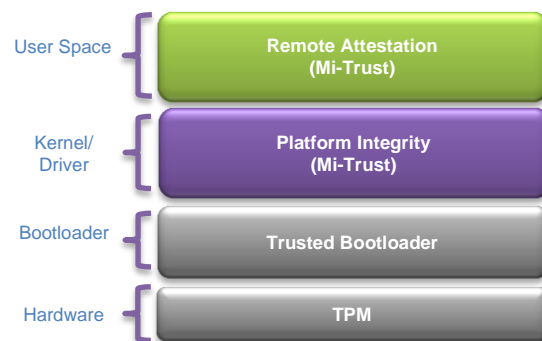 User Space
Remote Attestation
(Mi-Trust)
Kernel/
Driver
Platform Integrity
(Mi-Trust)
Bootloader
Trusted Bootloader
Hardware
TPM